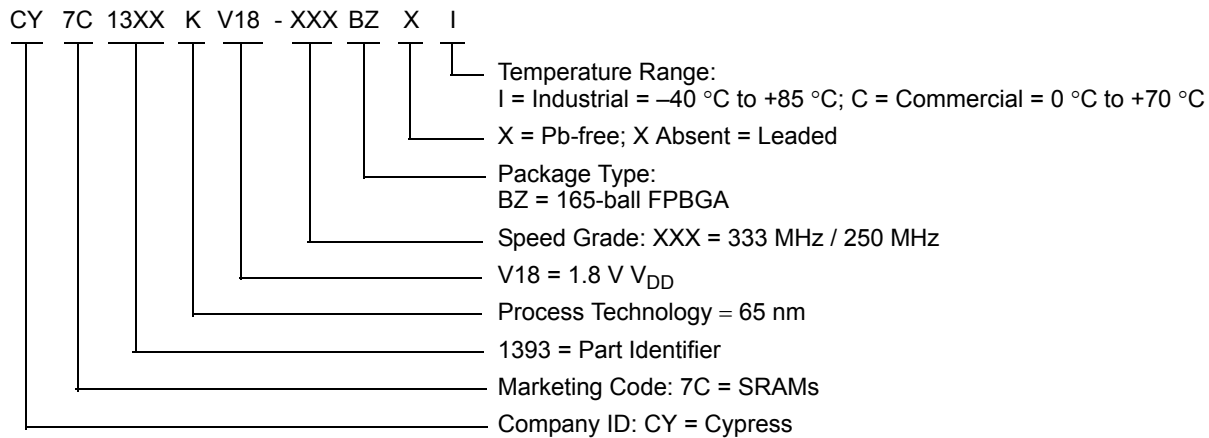 CY 7C 13XX K V18 - XXX BZ X I
Temperature Range:
I = Industrial = –40 °C to +85 °C; C = Commercial = 0 °C to +70 °C
X = Pb-free; X Absent = Leaded
Package Type:
BZ = 165-ball FPBGA
Speed Grade: XXX = 333 MHz / 250 MHz
V18 = 1.8 V VDD
Process Technology = 65 nm
1393 = Part Identifier
Marketing Code: 7C = SRAMs
Company ID: CY = Cypress